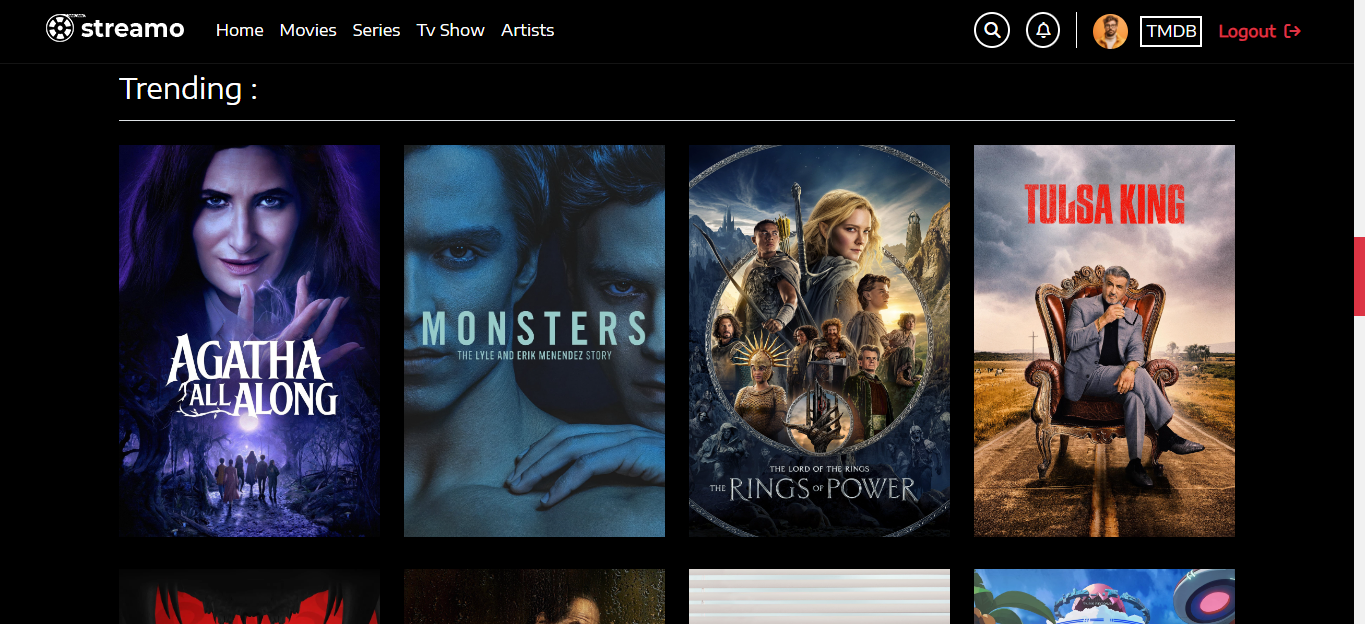 streamo Home Movies Series Tv Show Artists TMDB Logout
Trending :
AGATHA
ALL ALONG
MONSTERS
THE LYLE AND ERIK MENENDEZ STORY
THE LORD OF THE RINGS
THE RINGS OF POWER
TULSA KING